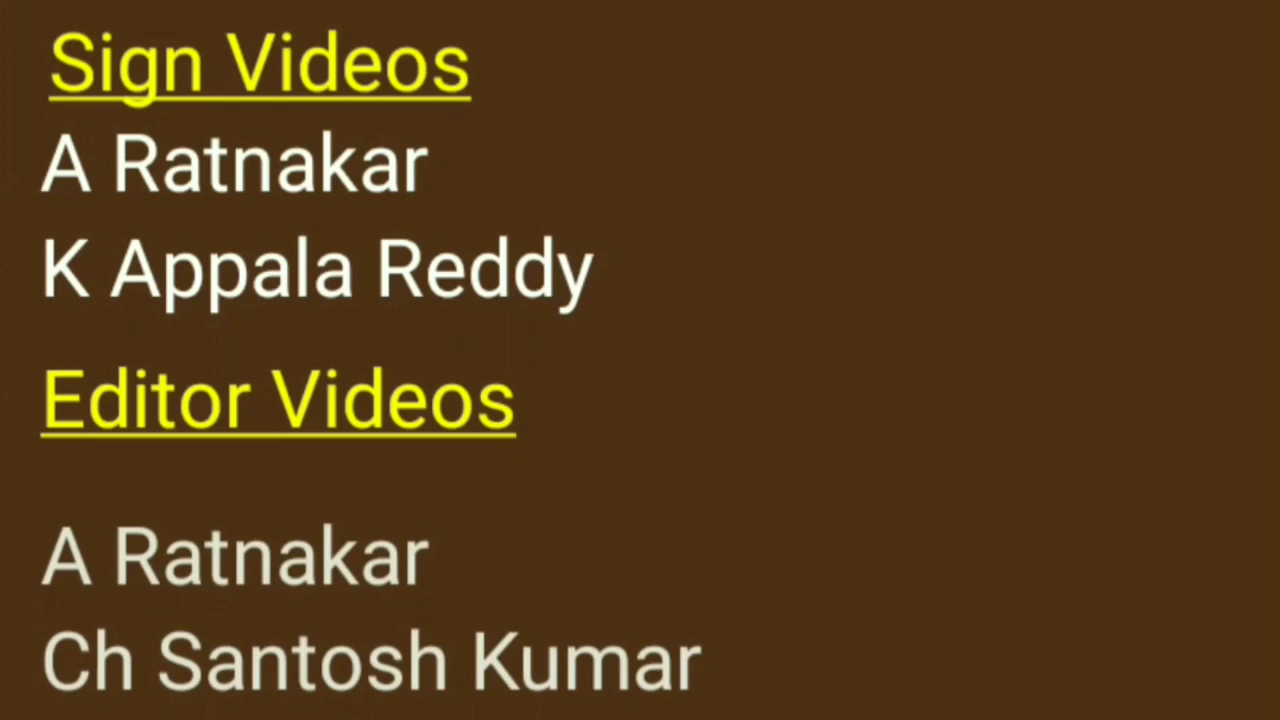 Sign Videos
A Ratnakar
K Appala Reddy
Editor Videos
A Ratnakar
Ch Santosh Kumar